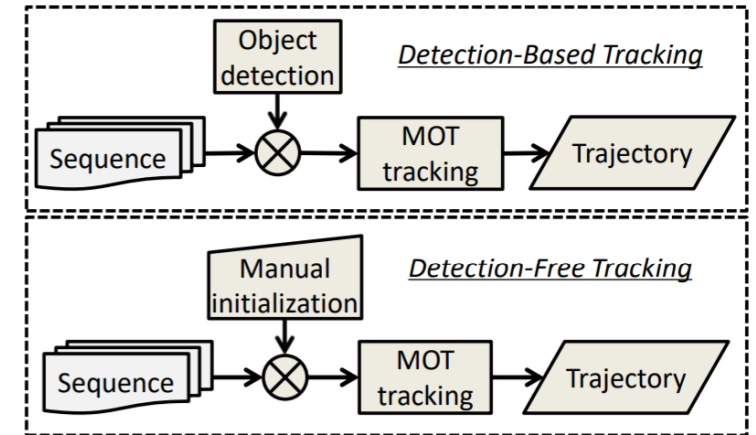 Object
detection
Detection-Based Tracking
Sequence
MOT
tracking
Trajectory
Manual
initialization
Detection-Free Tracking
Sequence
MOT
tracking
Trajectory